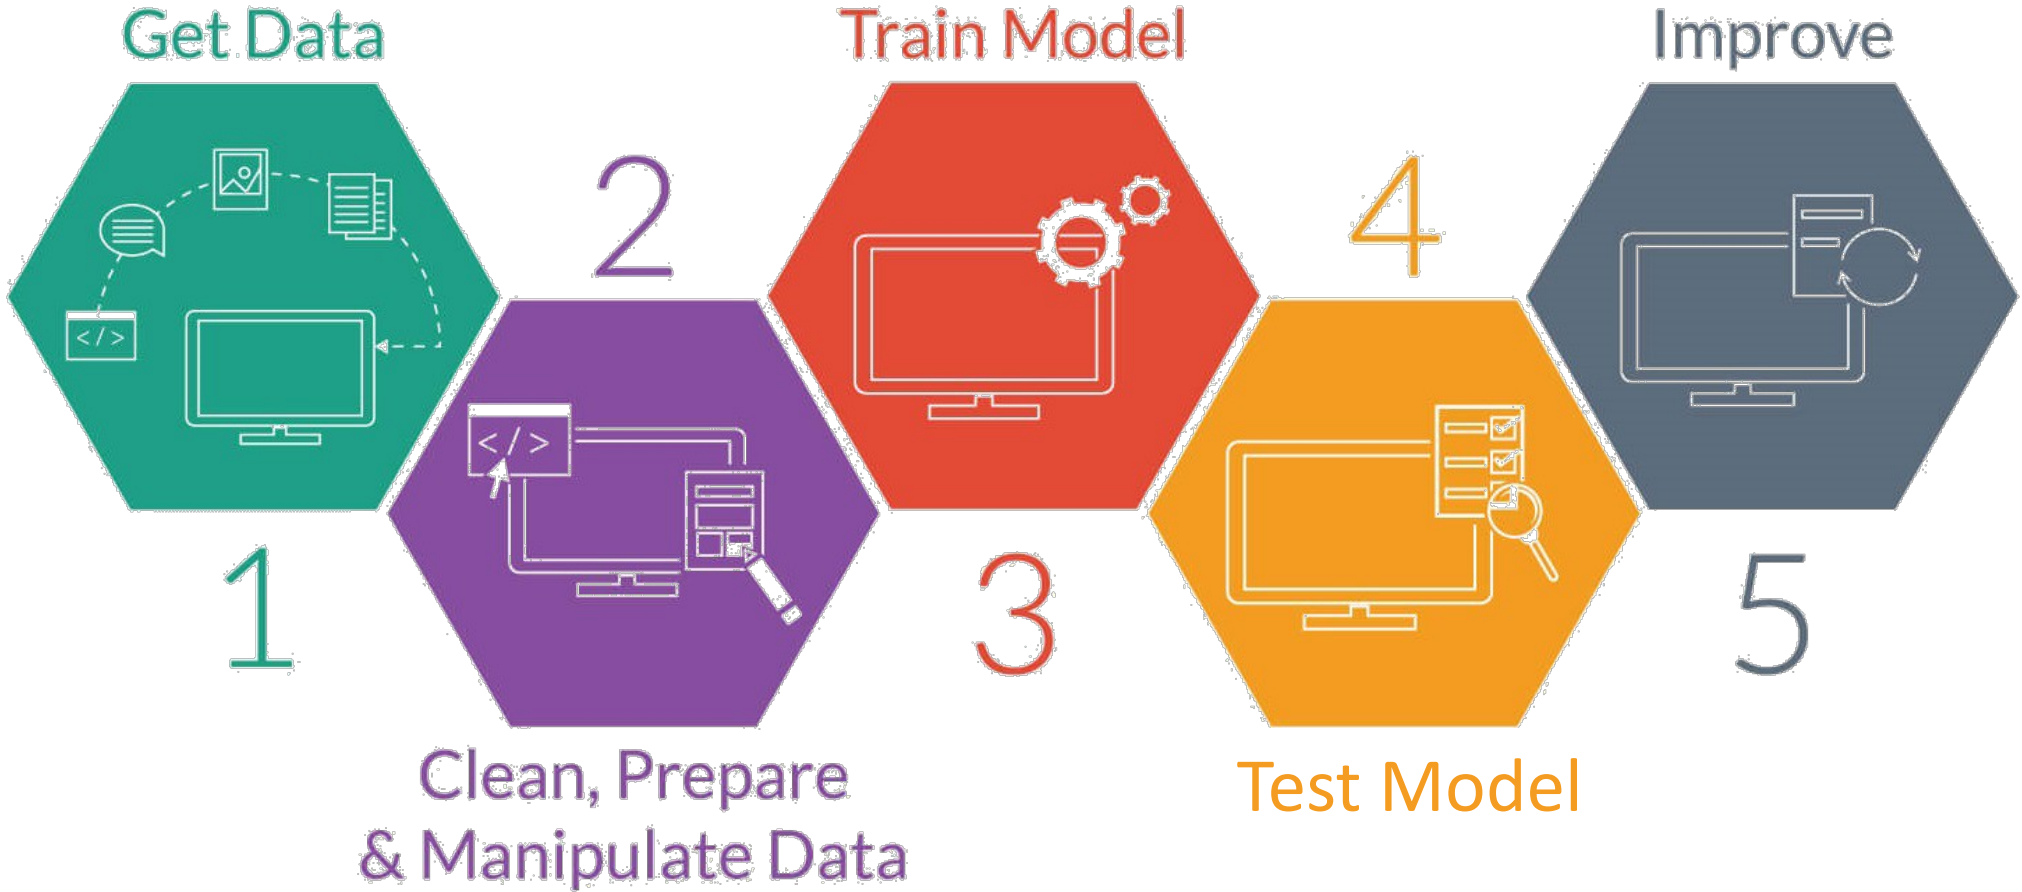 Get Data
1
</>
2
</>
Clean, Prepare
& Manipulate Data
Train Model
3
4
Test Model
Improve
5